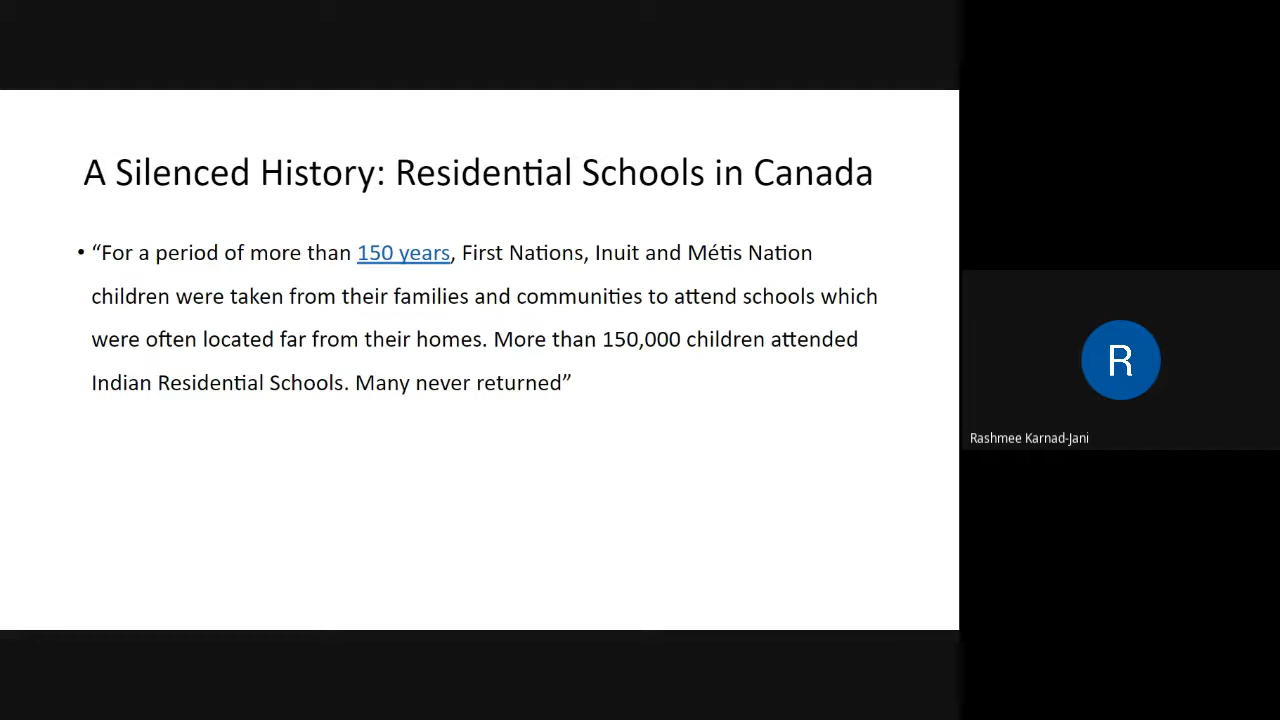 A Silenced History: Residential Schools in Canada
• “For a period of more than 150 years, First Nations, Inuit and Métis Nation
children were taken from their families and communities to attend schools which
were often located far from their homes. More than 150,000 children attended
Indian Residential Schools. Many never returned”
R
Rashmee Karnad-Jani